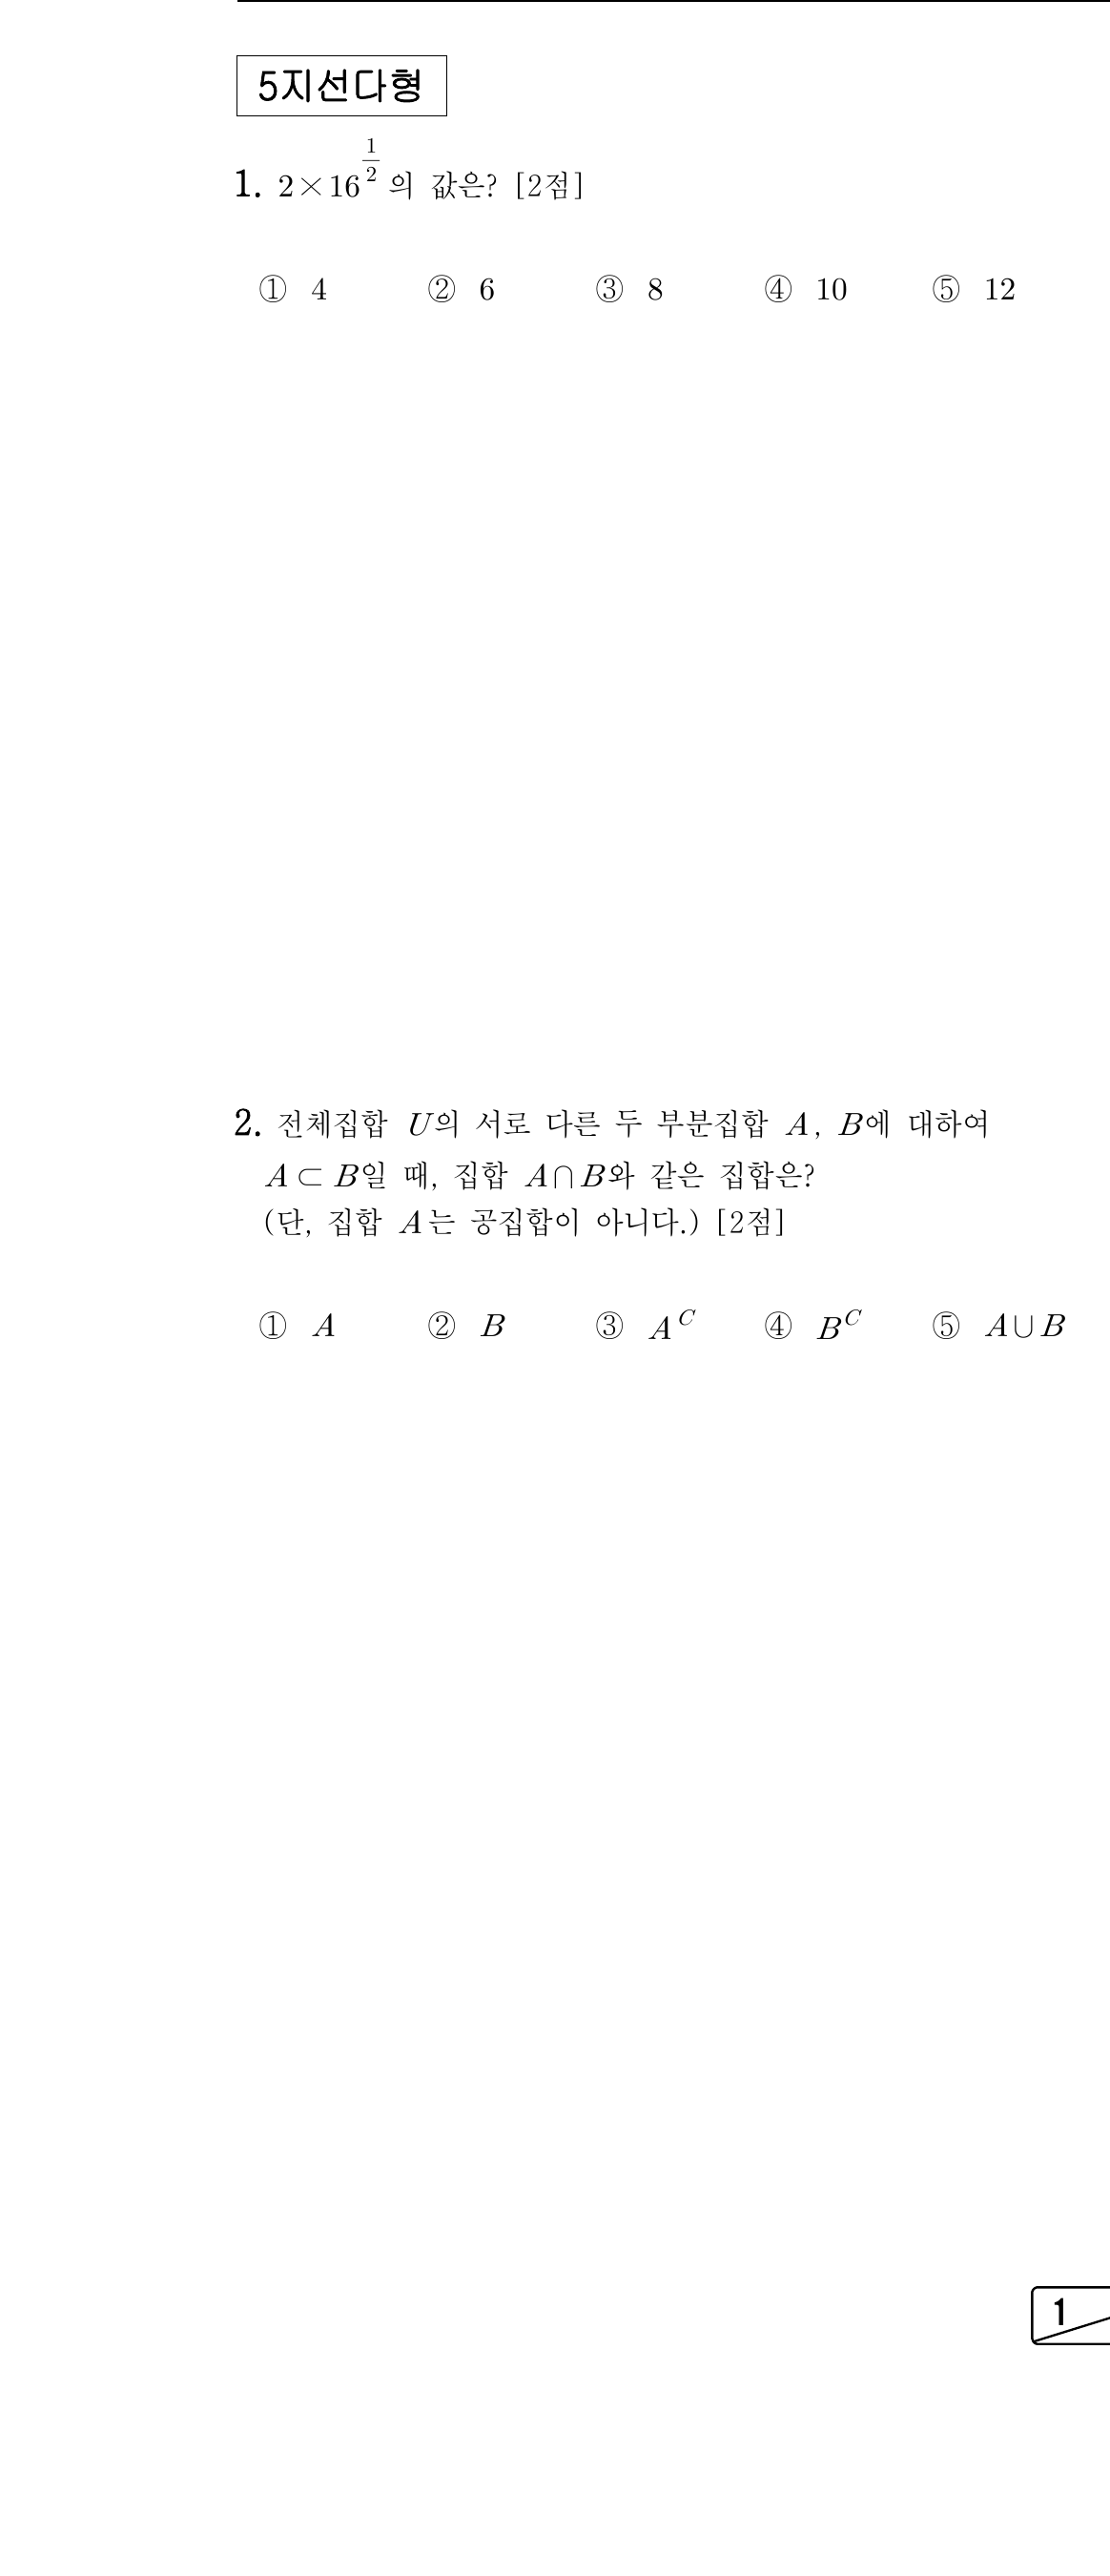 5지선다형
1. 2×16^{\frac{1}{2}}의 값은? [2점]
① 4 ② 6 ③ 8 ④ 10 ⑤ 12
2. 전체집합 U의 서로 다른 두 부분집합 A, B에 대하여
A⊂B일 때, 집합 A∩B와 같은 집합은?
(단, 집합 A는 공집합이 아니다.) [2점]
① A ② B ③ A^C ④ B^C ⑤ A∪B
1